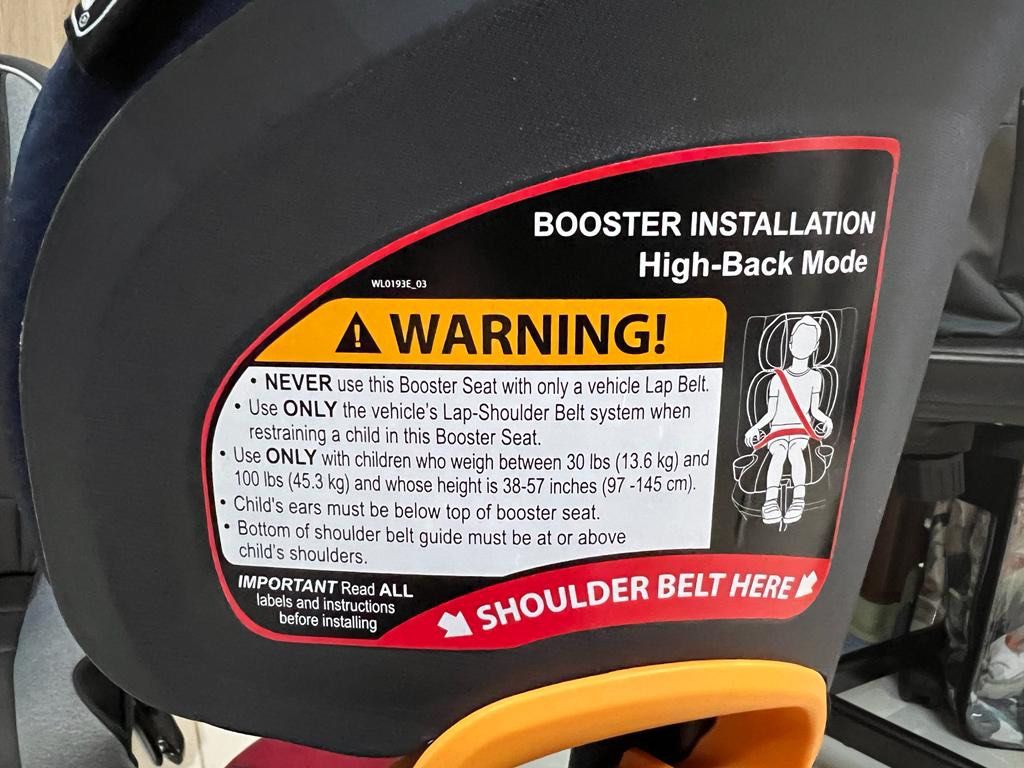 BOOSTER INSTALLATION
High-Back Mode
WL0193E_03
WARNING!
• NEVER use this Booster Seat with only a vehicle Lap Belt.
• Use ONLY the vehicle's Lap-Shoulder Belt system when
restraining a child in this Booster Seat.
• Use ONLY with children who weigh between 30 lbs (13.6 kg) and
100 lbs (45.3 kg) and whose height is 38-57 inches (97 -145 cm).
• Child's ears must be below top of booster seat.
• Bottom of shoulder belt guide must be at or above
child's shoulders.
IMPORTANT Read ALL
labels and instructions
before installing
SHOULDER BELT HERE